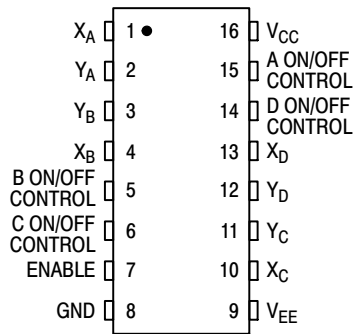 X_A 1 16 V_CC
Y_A 2 15 A ON/OFF CONTROL
Y_B 3 14 D ON/OFF CONTROL
X_B 4 13 X_D
B ON/OFF CONTROL 5 12 Y_D
C ON/OFF CONTROL 6 11 Y_C
ENABLE 7 10 X_C
GND 8 9 V_EE